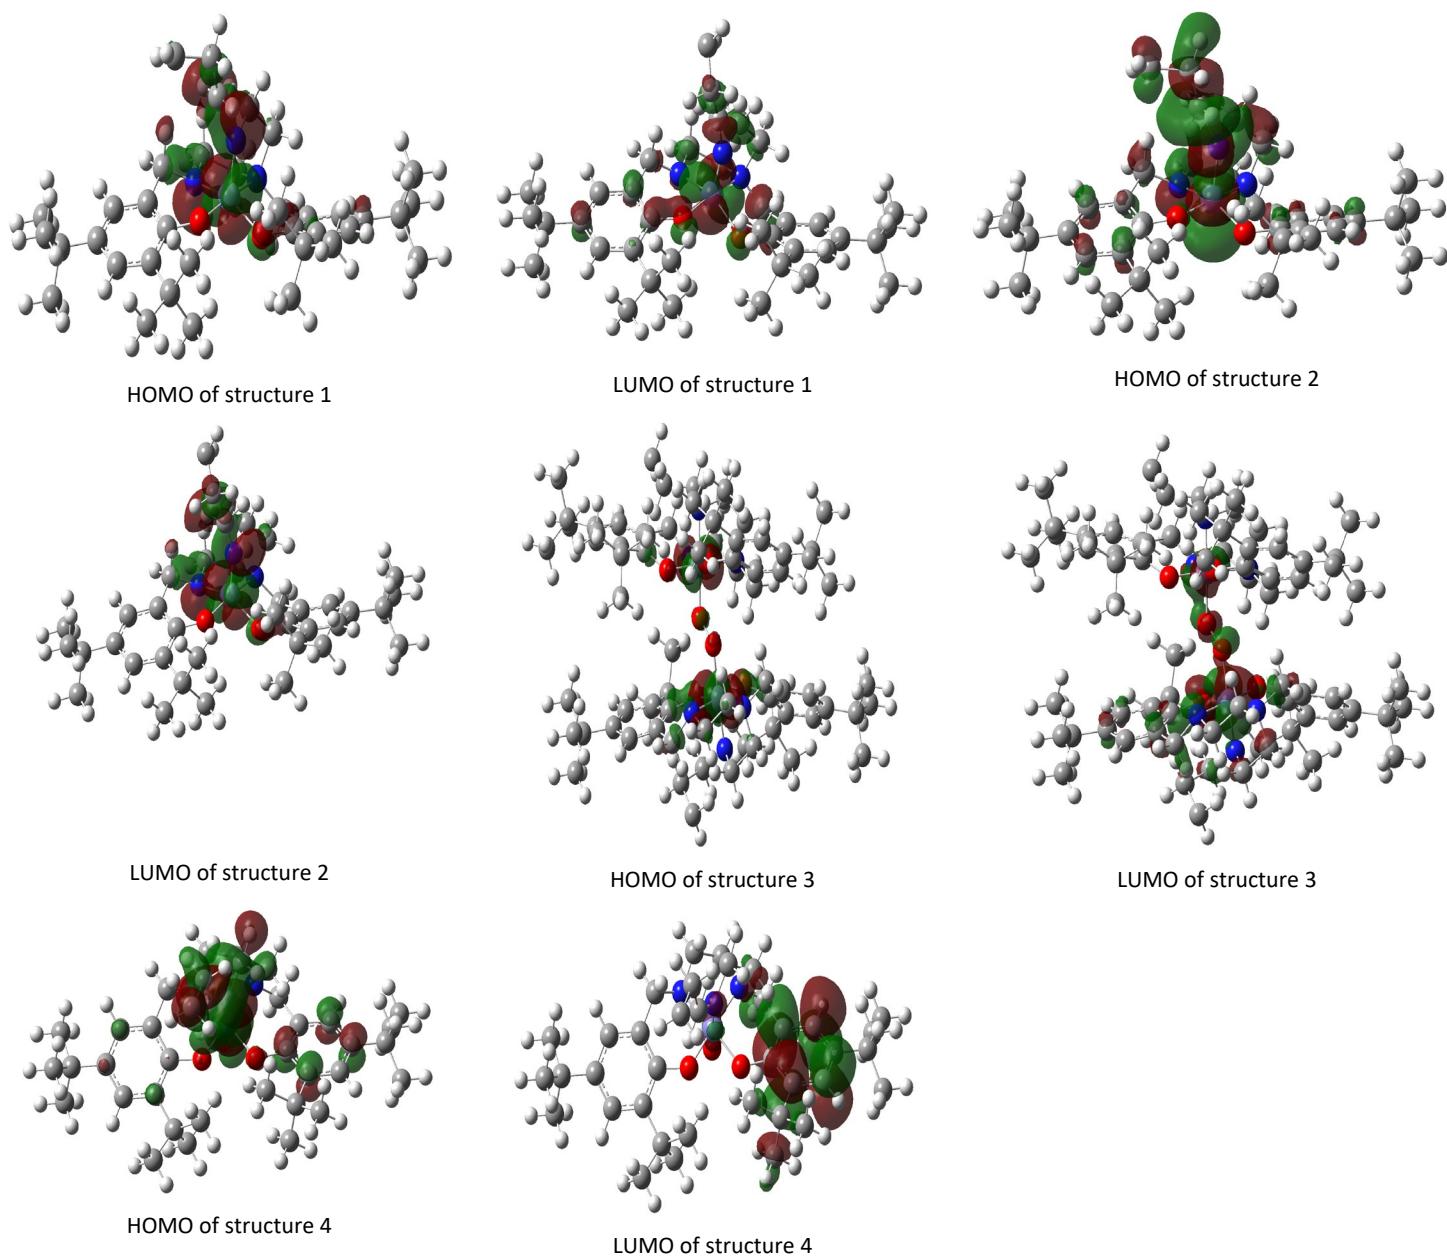 HOMO of structure 1
LUMO of structure 1
HOMO of structure 2
LUMO of structure 2
HOMO of structure 3
LUMO of structure 3
HOMO of structure 4
LUMO of structure 4